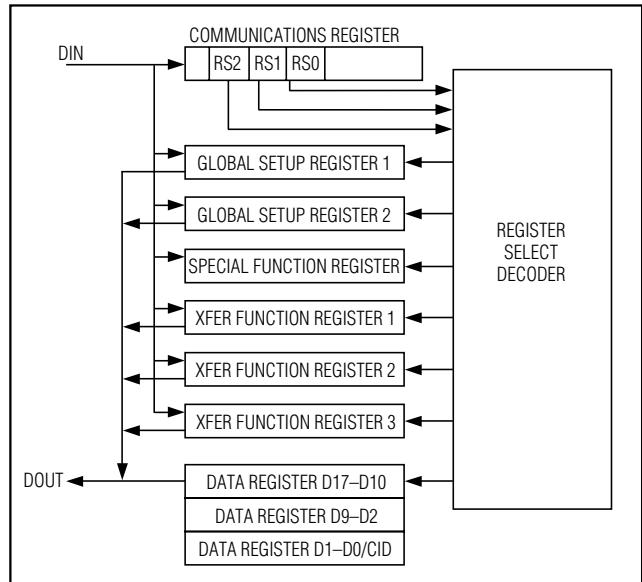 COMMUNICATIONS REGISTER
DIN
RS2 RS1 RS0
GLOBAL SETUP REGISTER 1
GLOBAL SETUP REGISTER 2
SPECIAL FUNCTION REGISTER
XFER FUNCTION REGISTER 1
XFER FUNCTION REGISTER 2
XFER FUNCTION REGISTER 3
REGISTER
SELECT
DECODER
DOUT
DATA REGISTER D17–D10
DATA REGISTER D9–D2
DATA REGISTER D1–D0/CID